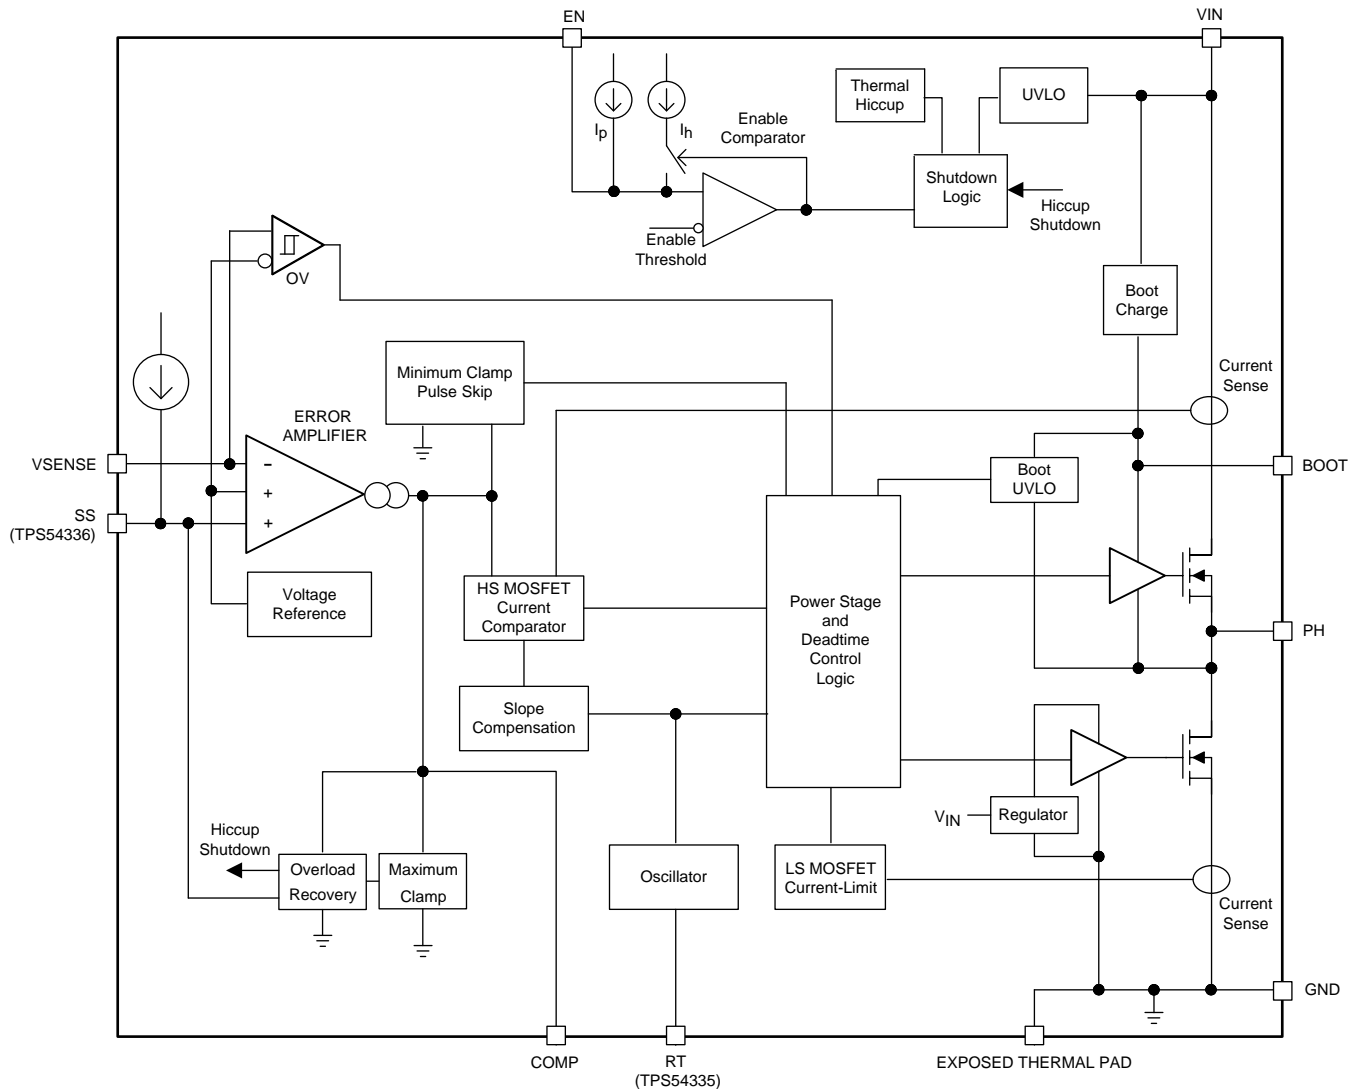 EN
VIN
Thermal
Hiccup
UVLO
Ip
Ih
Enable
Comparator
Shutdown
Logic
Hiccup
Shutdown
Enable
Threshold
OV
Boot
Charge
Minimum Clamp
Pulse Skip
Current
Sense
ERROR
AMPLIFIER
VSENSE
-
+
+
SS
(TPS54336)
BOOT
Boot
UVLO
Voltage
Reference
HS MOSFET
Current
Comparator
Power Stage
and
Deadtime
Control
Logic
PH
Slope
Compensation
VIN
Regulator
Hiccup
Shutdown
Overload
Recovery
Maximum
Clamp
Oscillator
LS MOSFET
Current-Limit
Current
Sense
GND
COMP
RT
(TPS54335)
EXPOSED THERMAL PAD